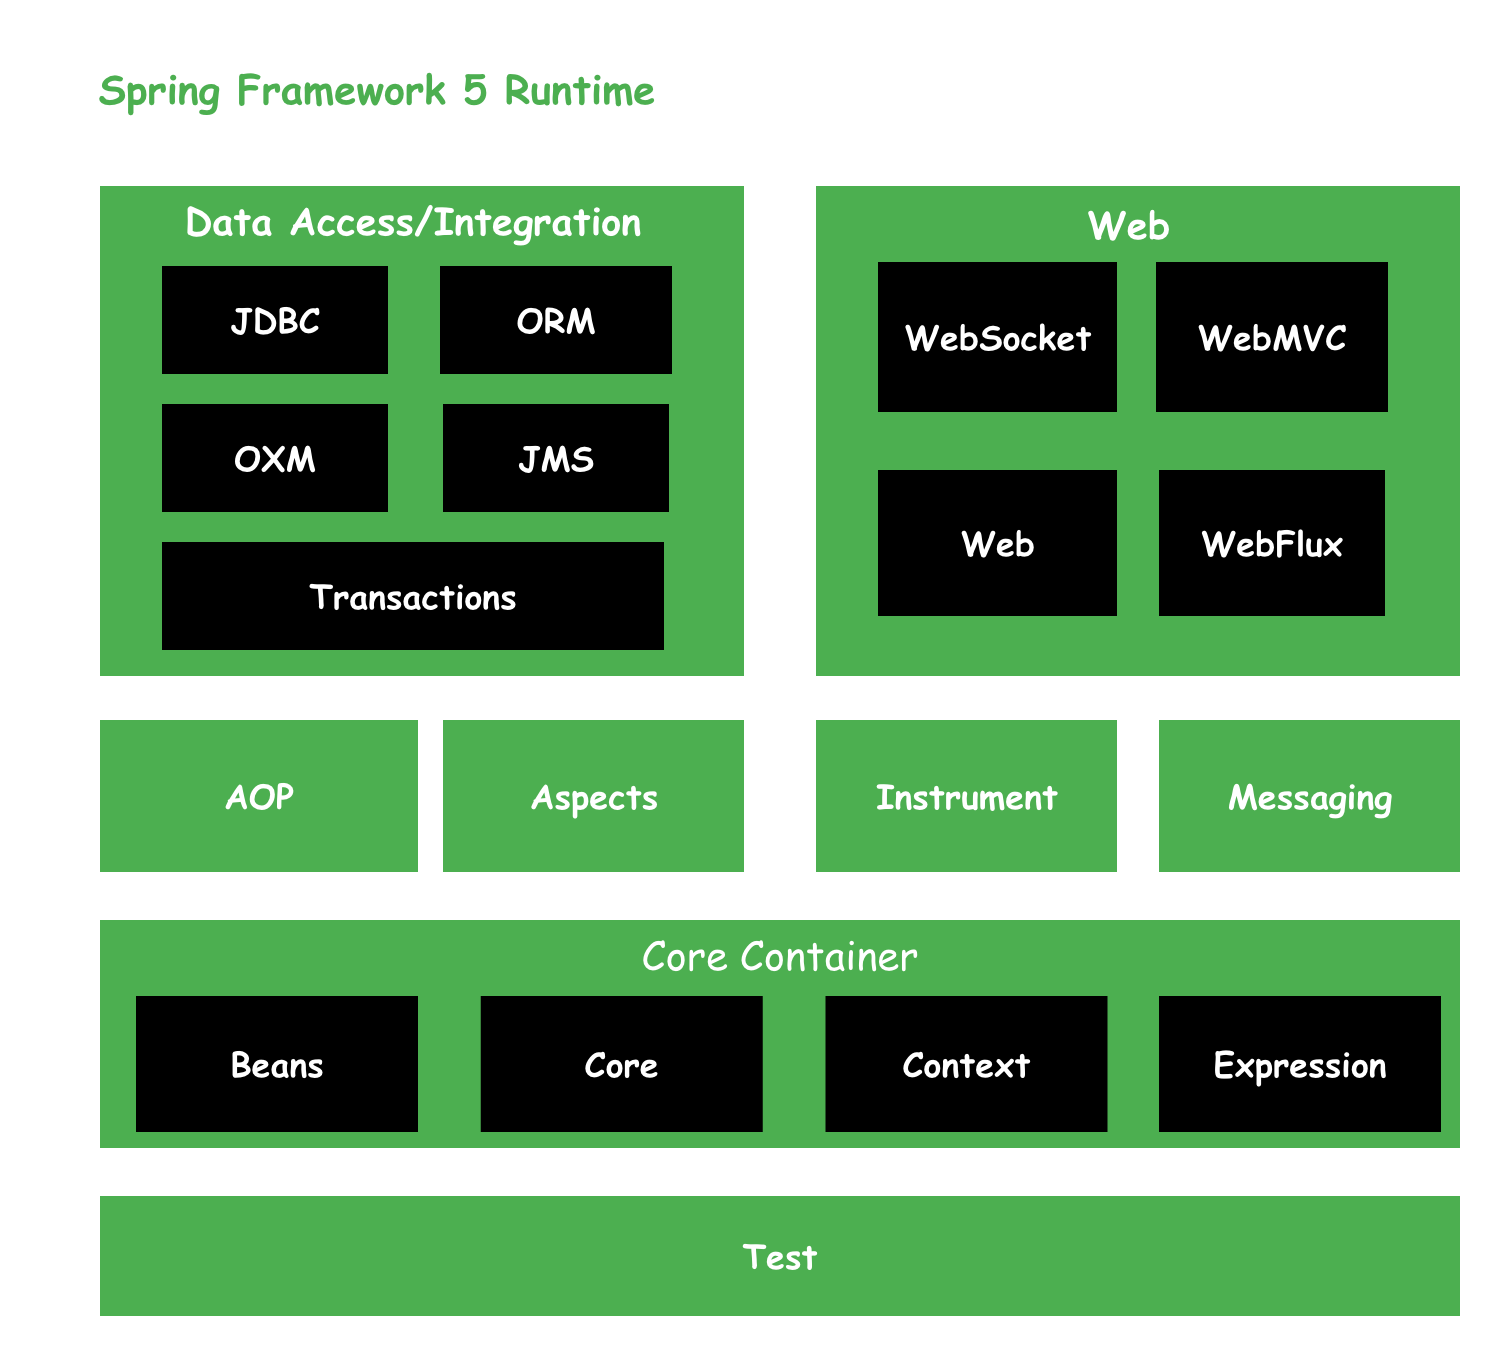 Spring Framework 5 Runtime
Data Access/Integration
JDBC
ORM
OXM
JMS
Transactions
Web
WebSocket
WebMVC
Web
WebFlux
AOP
Aspects
Instrument
Messaging
Core Container
Beans
Core
Context
Expression
Test